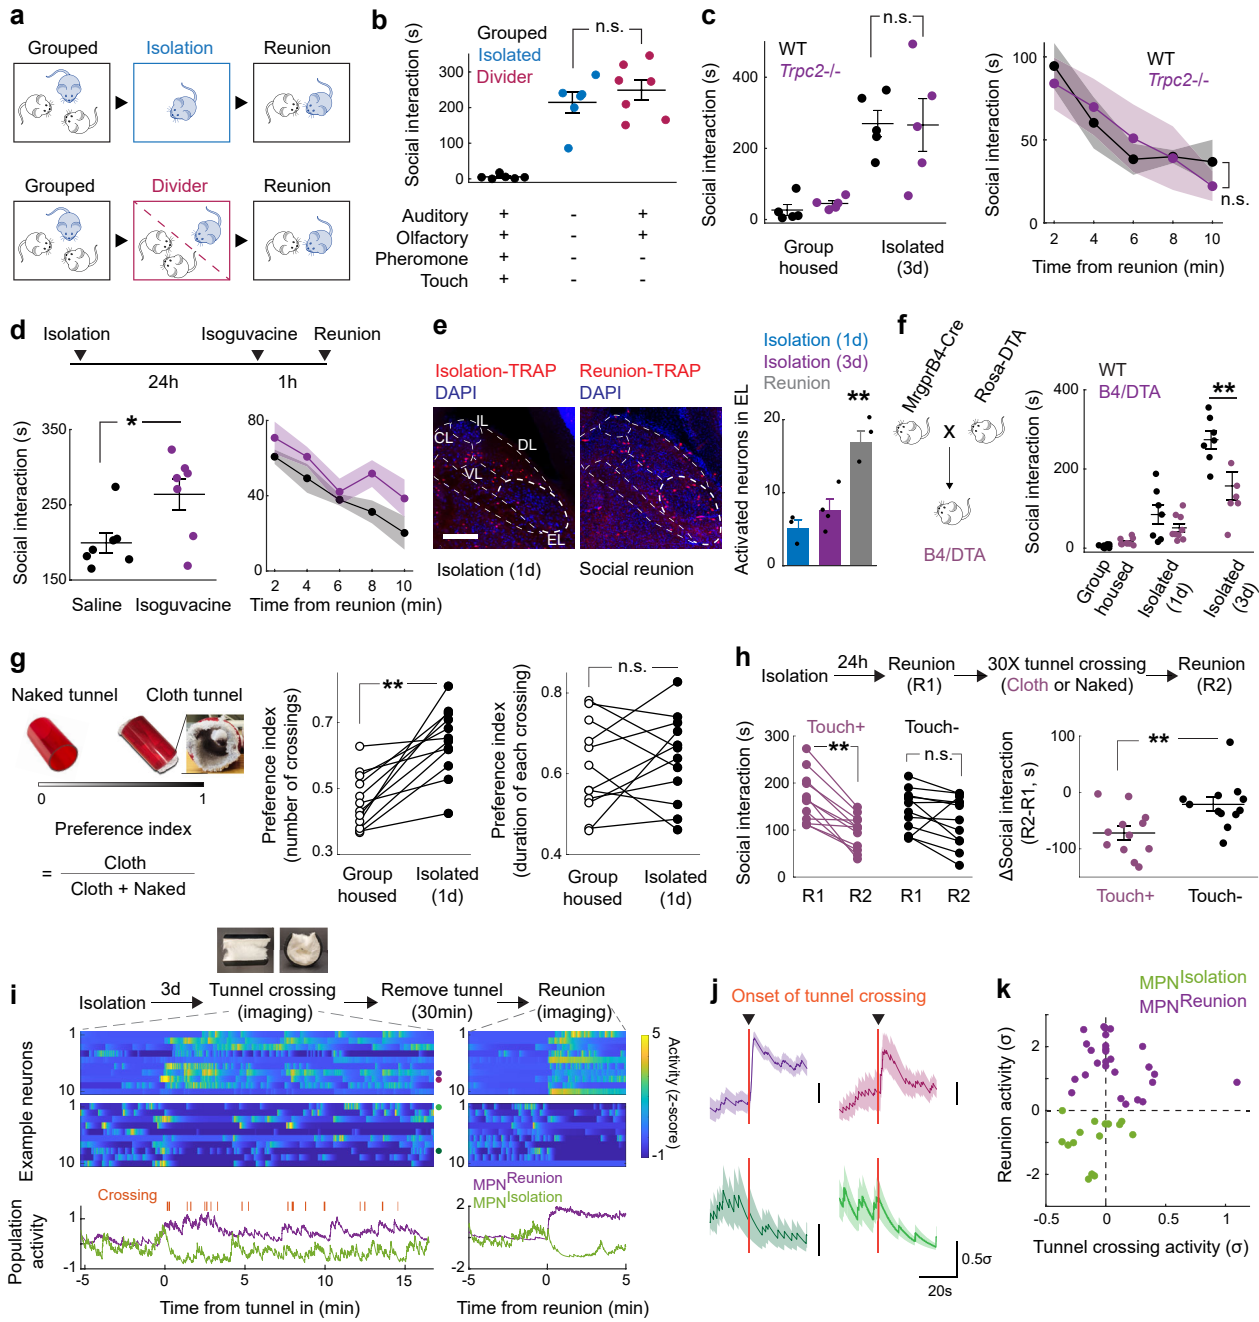 a
Grouped
Isolation
Reunion
Grouped
Divider
Reunion
b
Grouped
Isolated
Divider
n.s.
Social interaction (s)
300
200
100
0
Auditory + - +
Olfactory + - +
Pheromone + - -
Touch + - -
c
WT
Trpc2-/-
n.s.
Social interaction (s)
400
200
0
Group housed
Isolated (3d)
WT
Trpc2-/-
Social interaction (s)
100
50
0
n.s.
2 4 6 8 10
Time from reunion (min)
d
Isolation
Isoguvacine
Reunion
24h
1h
Social interaction (s)
350
250
150
*
Saline
Isoguvacine
80
40
0
2 4 6 8 10
Time from reunion (min)
e
Isolation-TRAP
DAPI
IL
CL
DL
VL
EL
Isolation (1d)
Reunion-TRAP
DAPI
Social reunion
Isolation (1d)
Isolation (3d)
Reunion
**
Activated neurons in EL
20
10
0
f
MrgprB4-Cre
Rosa-DTA
X
B4/DTA
WT
B4/DTA
**
Social interaction (s)
400
200
0
Group housed
Isolated (1d)
Isolated (3d)
g
Naked tunnel
Cloth tunnel
0
1
Preference index
=
Cloth
Cloth + Naked
Preference index
(number of crossings)
**
0.7
0.5
0.3
Group housed
Isolated (1d)
Preference index
(duration of each crossing)
n.s.
0.8
0.6
0.4
Group housed
Isolated (1d)
h
Isolation
24h
Reunion (R1)
30X tunnel crossing (Cloth or Naked)
Reunion (R2)
Social interaction (s)
300
200
100
0
Touch+
**
Touch-
n.s.
R1 R2 R1 R2
ΔSocial interaction
(R2-R1, s)
100
0
-100
**
Touch+
Touch-
i
Isolation
3d
Tunnel crossing (imaging)
Remove tunnel (30min)
Reunion (imaging)
Example neurons
1
10
1
10
5
-1
Activity (z-score)
Population activity
Crossing
1
-1
-5 0 5 10 15
Time from tunnel in (min)
MPN Reunion
MPN Isolation
2
-2
-5 0 5
Time from reunion (min)
j
Onset of tunnel crossing
0.5σ
20s
k
MPN Isolation
MPN Reunion
Reunion activity (σ)
2
0
-2
-0.5 0 0.5 1
Tunnel crossing activity (σ)